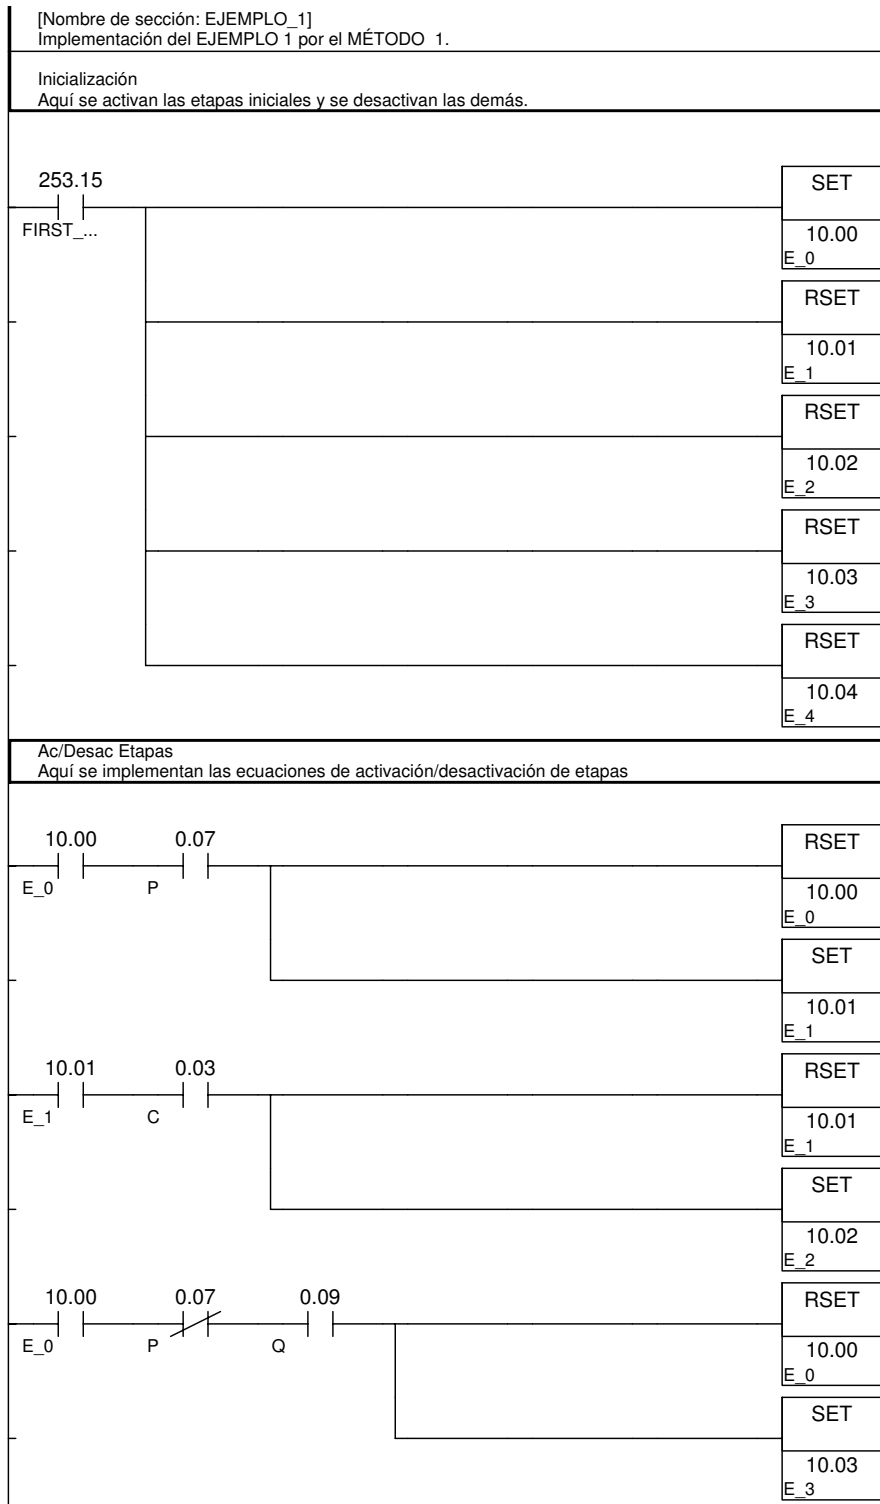 [Nombre de sección: EJEMPLO_1]
Implementación del EJEMPLO 1 por el MÉTODO 1.
Inicialización
Aquí se activan las etapas iniciales y se desactivan las demás.
253.15
FIRST_...
SET
10.00
E_0
RSET
10.01
E_1
RSET
10.02
E_2
RSET
10.03
E_3
RSET
10.04
E_4
Ac/Desac Etapas
Aquí se implementan las ecuaciones de activación/desactivación de etapas
10.00 0.07
E_0 P
RSET
10.00
E_0
SET
10.01
E_1
10.01 0.03
E_1 C
RSET
10.01
E_1
SET
10.02
E_2
10.00 0.07 0.09
E_0 P Q
RSET
10.00
E_0
SET
10.03
E_3